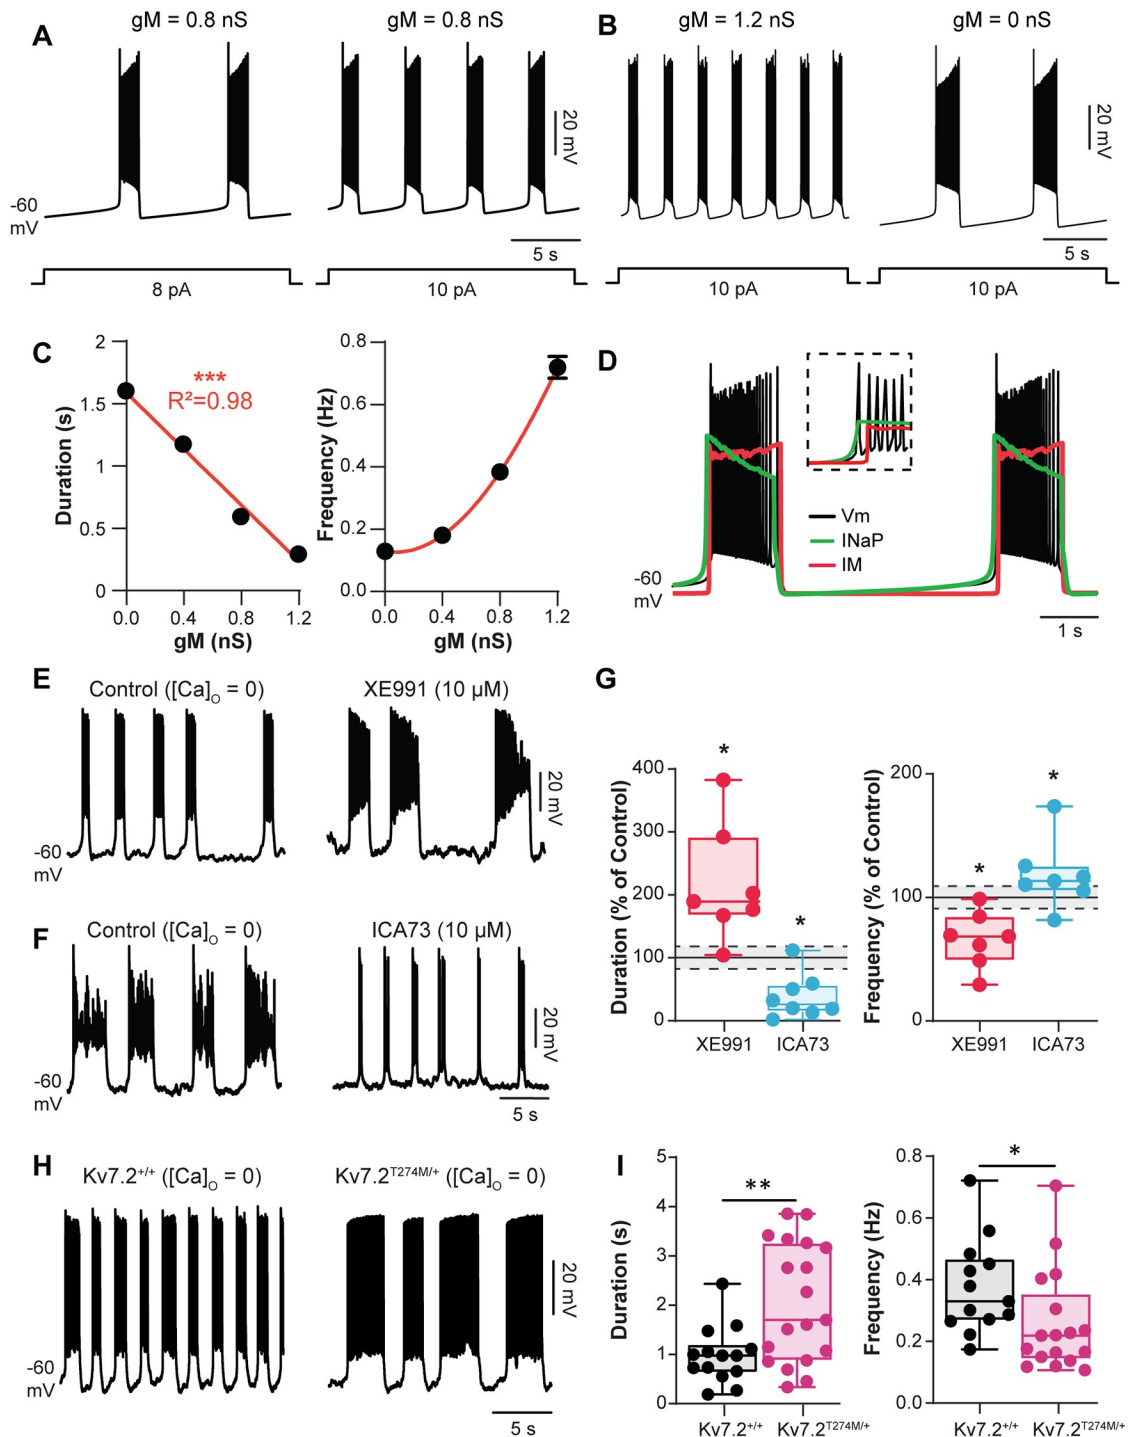 A
gM = 0.8 nS
gM = 0.8 nS
20 mV
-60
mV
5 s
8 pA
10 pA
B
gM = 1.2 nS
gM = 0 nS
20 mV
5 s
10 pA
10 pA
C
Duration (s)
2
1.5
1
0.5
0
***
R²=0.98
0.0 0.4 0.8 1.2
gM (nS)
Frequency (Hz)
0.8
0.6
0.4
0.2
0.0
0.0 0.4 0.8 1.2
gM (nS)
D
Vm
INaP
IM
-60
mV
1 s
E
Control ([Ca]O = 0)
XE991 (10 µM)
20 mV
-60
mV
F
Control ([Ca]O = 0)
ICA73 (10 µM)
20 mV
-60
mV
5 s
G
Duration (% of Control)
400
300
200
100
0
*
*
XE991 ICA73
Frequency (% of Control)
200
100
0
*
*
XE991 ICA73
H
Kv7.2+/+ ([Ca]O = 0)
Kv7.2T274M/+ ([Ca]O = 0)
20 mV
-60
mV
5 s
I
Duration (s)
5
4
3
2
1
0
**
Kv7.2+/+ Kv7.2T274M/+
Frequency (Hz)
0.8
0.6
0.4
0.2
0.0
*
Kv7.2+/+ Kv7.2T274M/+